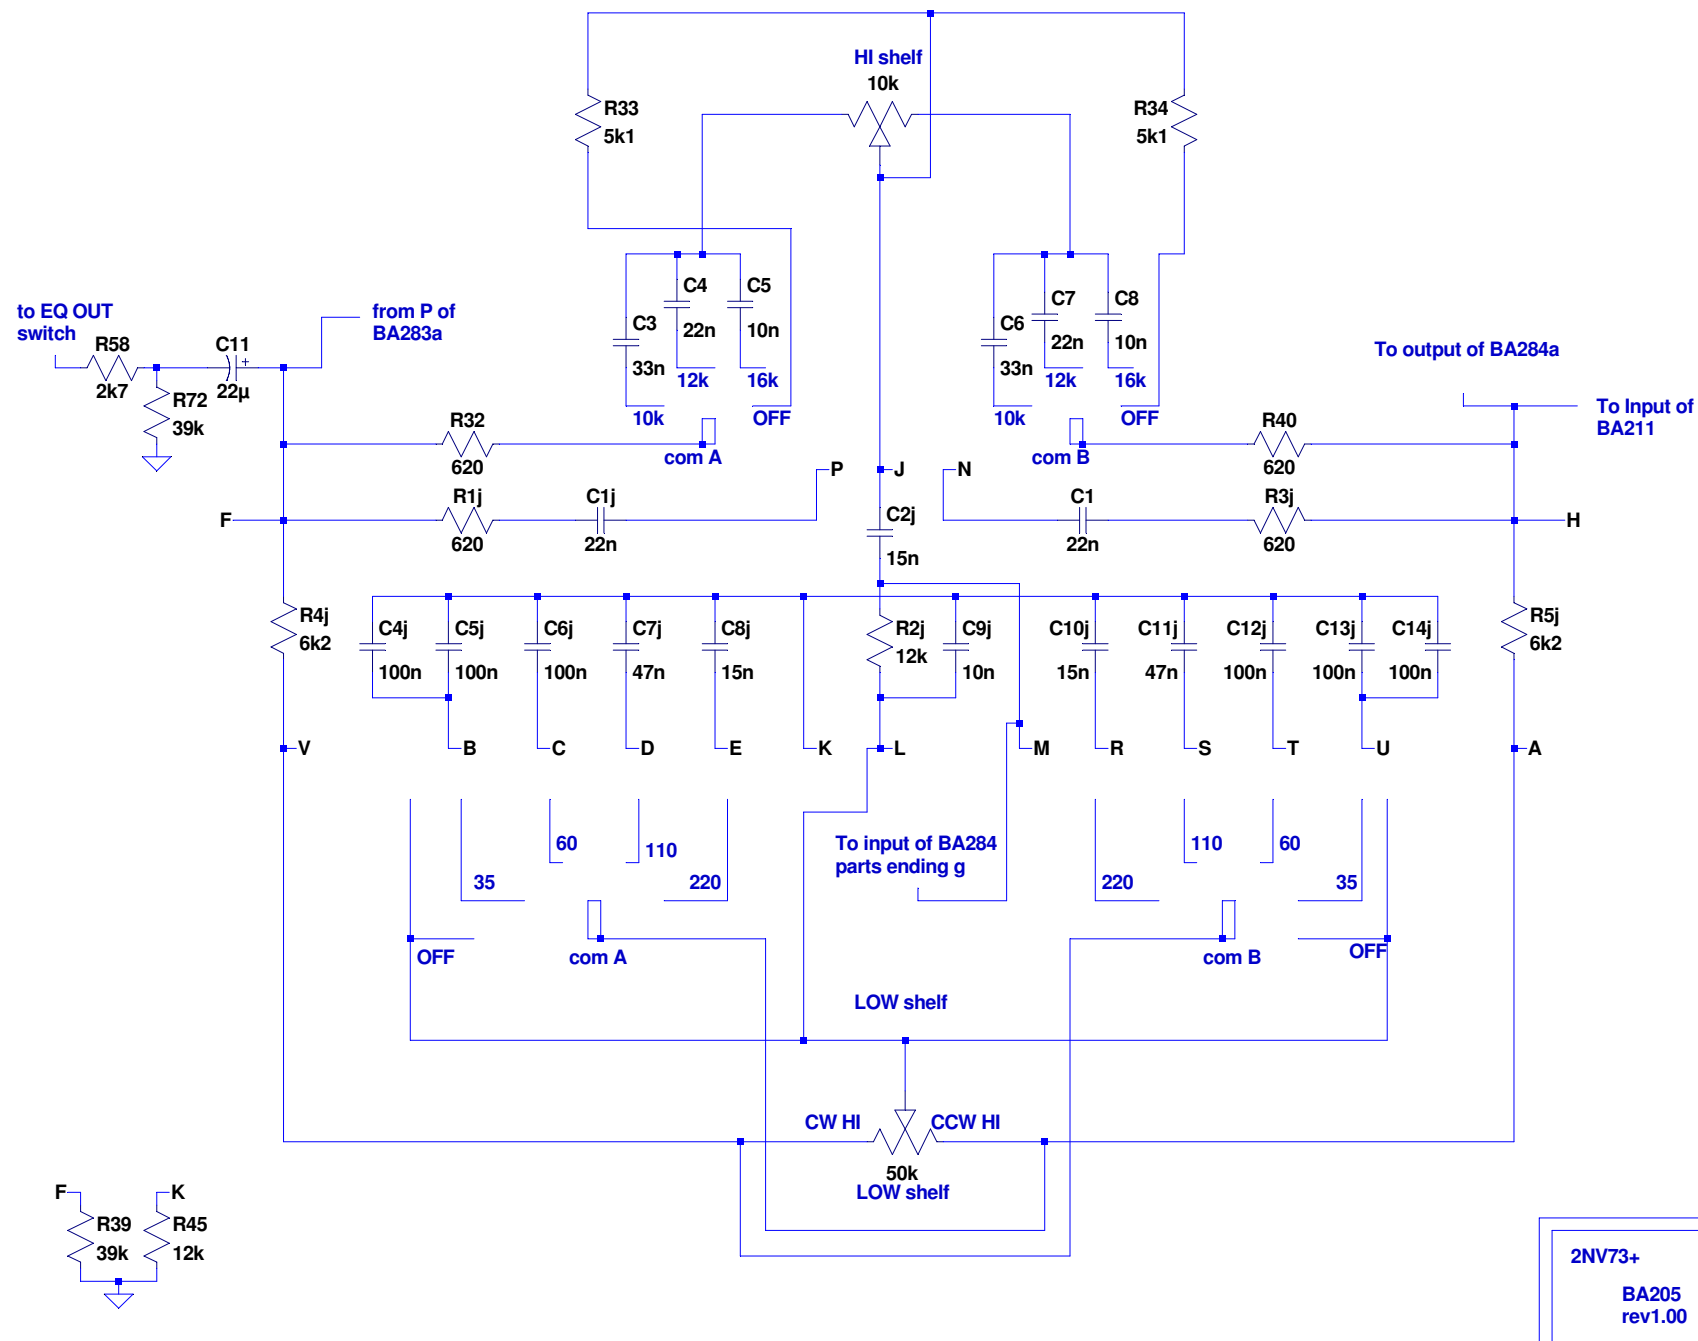 HI shelf
10k
R33
5k1
R34
5k1
to EQ OUT
switch
from P of
BA283a
R58
2k7
C11
+
22µ
R72
39k
C3
33n
C4
22n
C5
10n
10k
12k
16k
OFF
com A
C6
33n
C7
22n
C8
10n
10k
12k
16k
OFF
com B
To output of BA284a
To Input of
BA211
R32
620
R40
620
P
J
N
F
R1j
620
C1j
22n
C2j
15n
C1
22n
R3j
620
H
R4j
6k2
C4j
100n
C5j
100n
C6j
100n
C7j
47n
C8j
15n
R2j
12k
C9j
10n
C10j
15n
C11j
47n
C12j
100n
C13j
100n
C14j
100n
R5j
6k2
V
B
C
D
E
K
L
M
R
S
T
U
A
60
110
35
220
OFF
com A
To input of BA284
parts ending g
110
60
220
35
com B
OFF
LOW shelf
CW HI
CCW HI
50k
LOW shelf
F
K
R39
39k
R45
12k
2NV73+
BA205
rev1.00